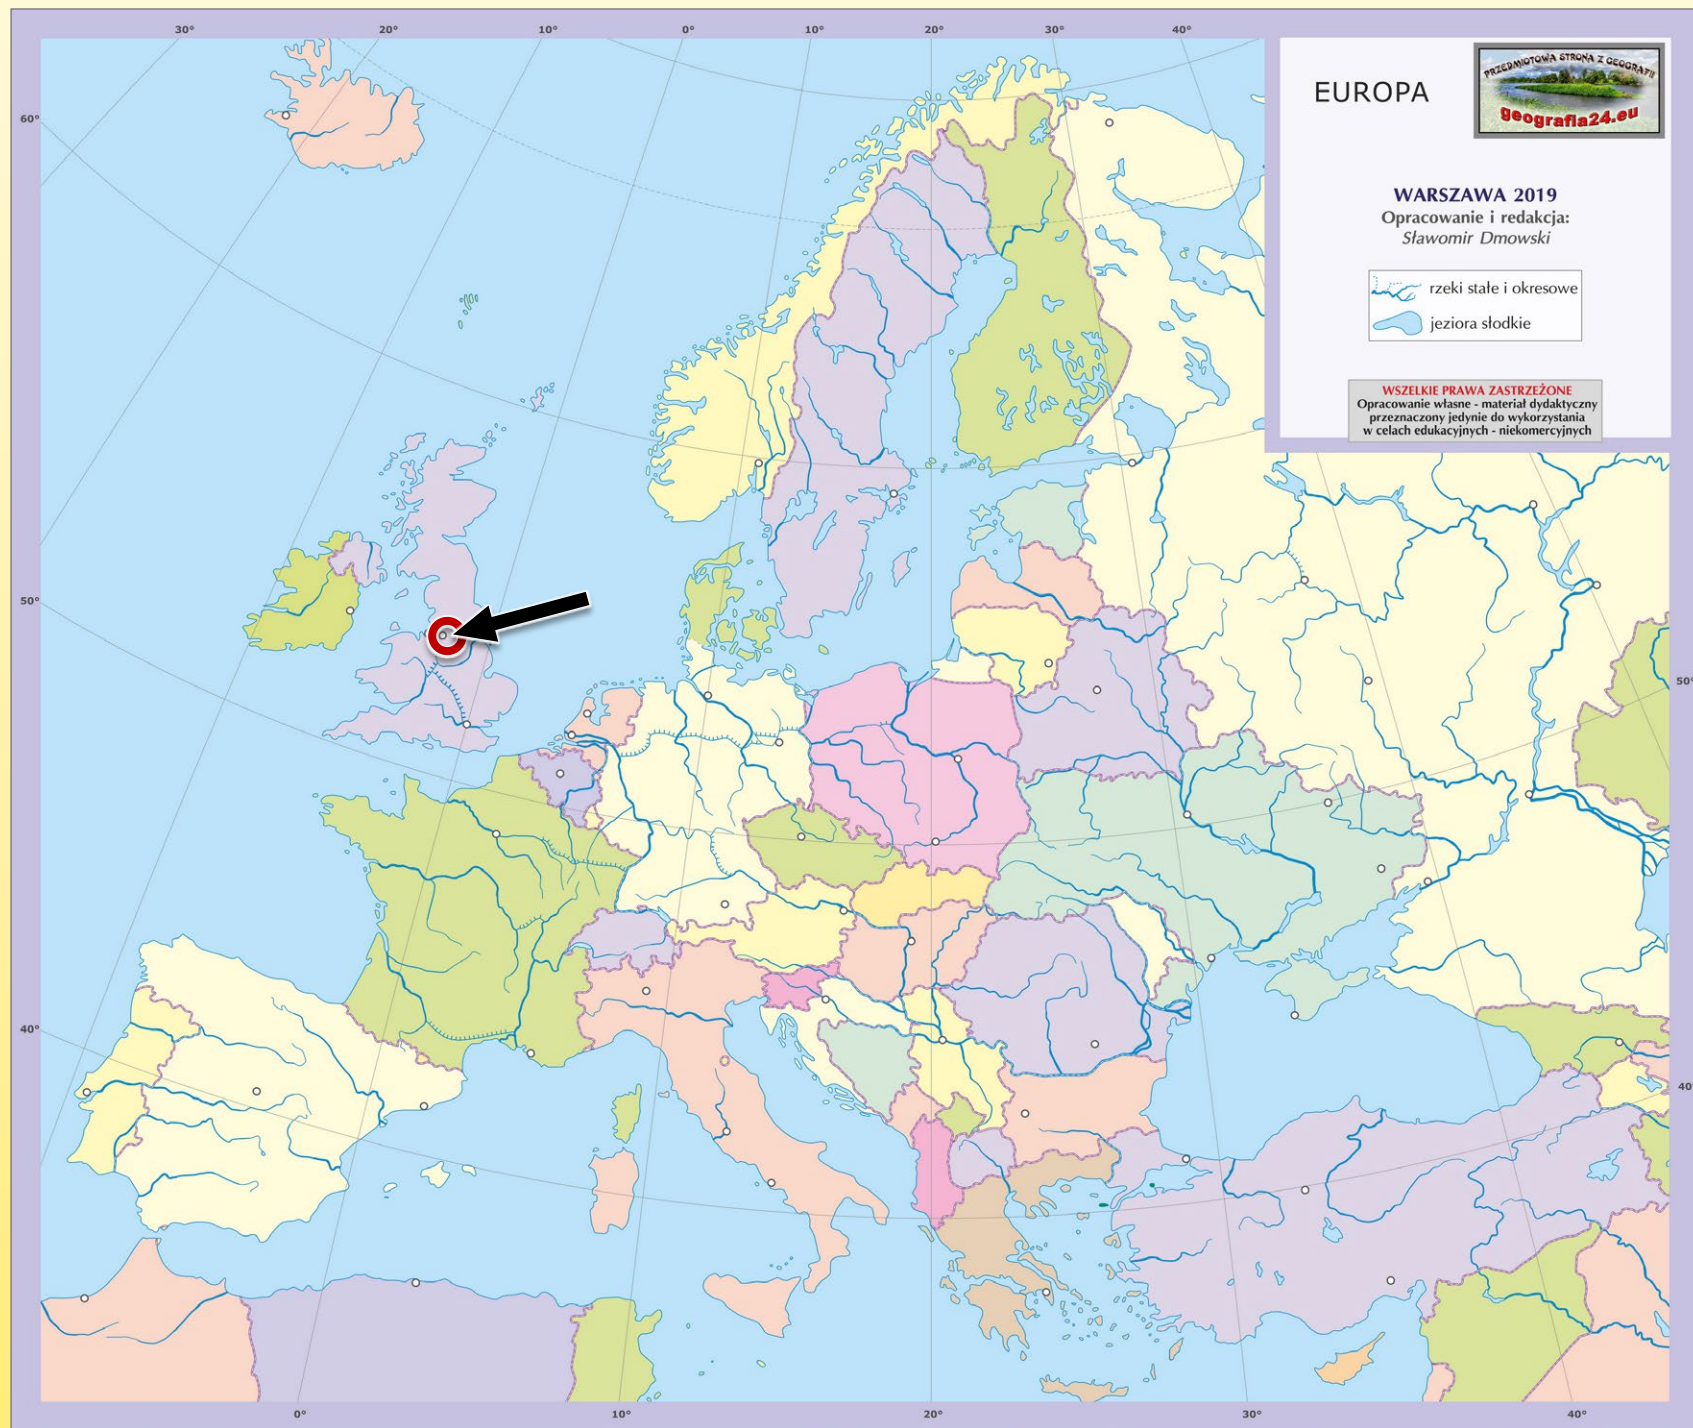 30°
20°
10°
0°
10°
20°
30°
40°
60°
50°
40°
50°
40°
EUROPA
PRZEDMIOTOWA STRONA Z GEOGRAFII
geografia24.eu
WARSZAWA 2019
Opracowanie i redakcja:
Sławomir Dmowski
rzeki stałe i okresowe
jeziora słodkie
WSZELKIE PRAWA ZASTRZEŻONE
Opracowanie własne - materiał dydaktyczny
przeznaczony jedynie do wykorzystania
w celach edukacyjnych - niekomercyjnych
0°
10°
20°
30°
40°